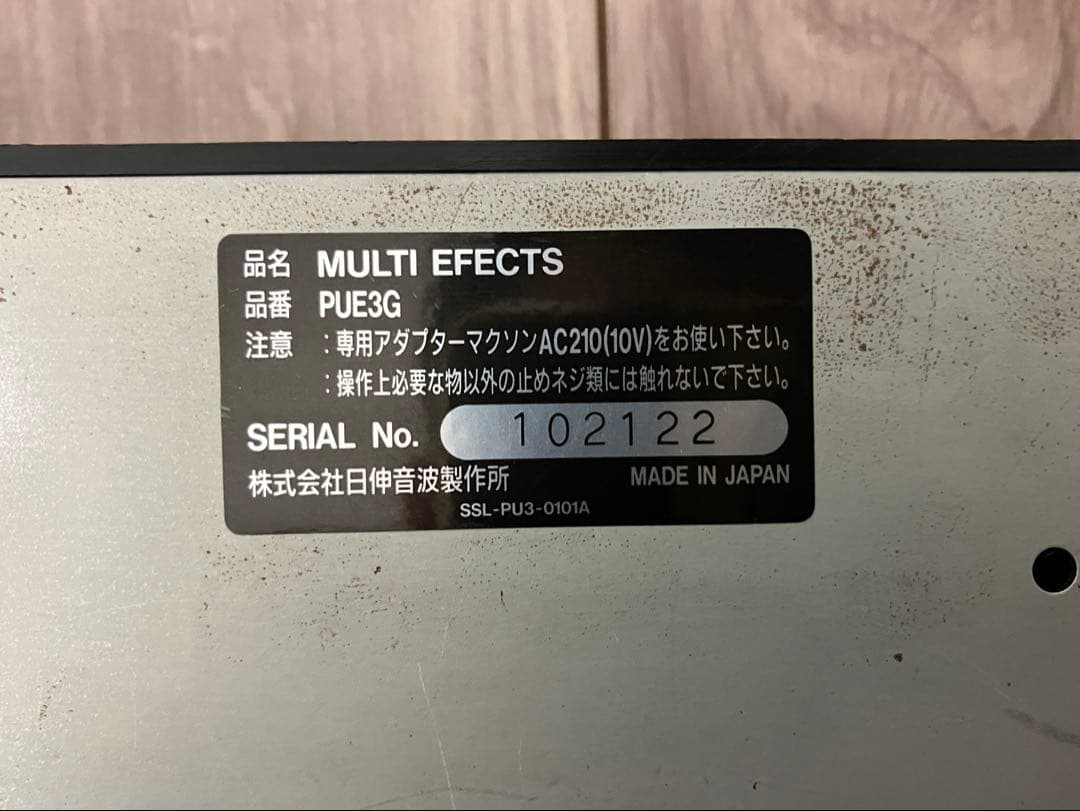 品名 MULTI EFECTS
品番 PUE3G
注意 :専用アダプターマクソンAC210(10V)をお使い下さい。
:操作上必要な物以外の止めネジ類には触れないで下さい。
SERIAL No. 102122
株式会社日伸音波製作所 MADE IN JAPAN
SSL-PU3-0101A